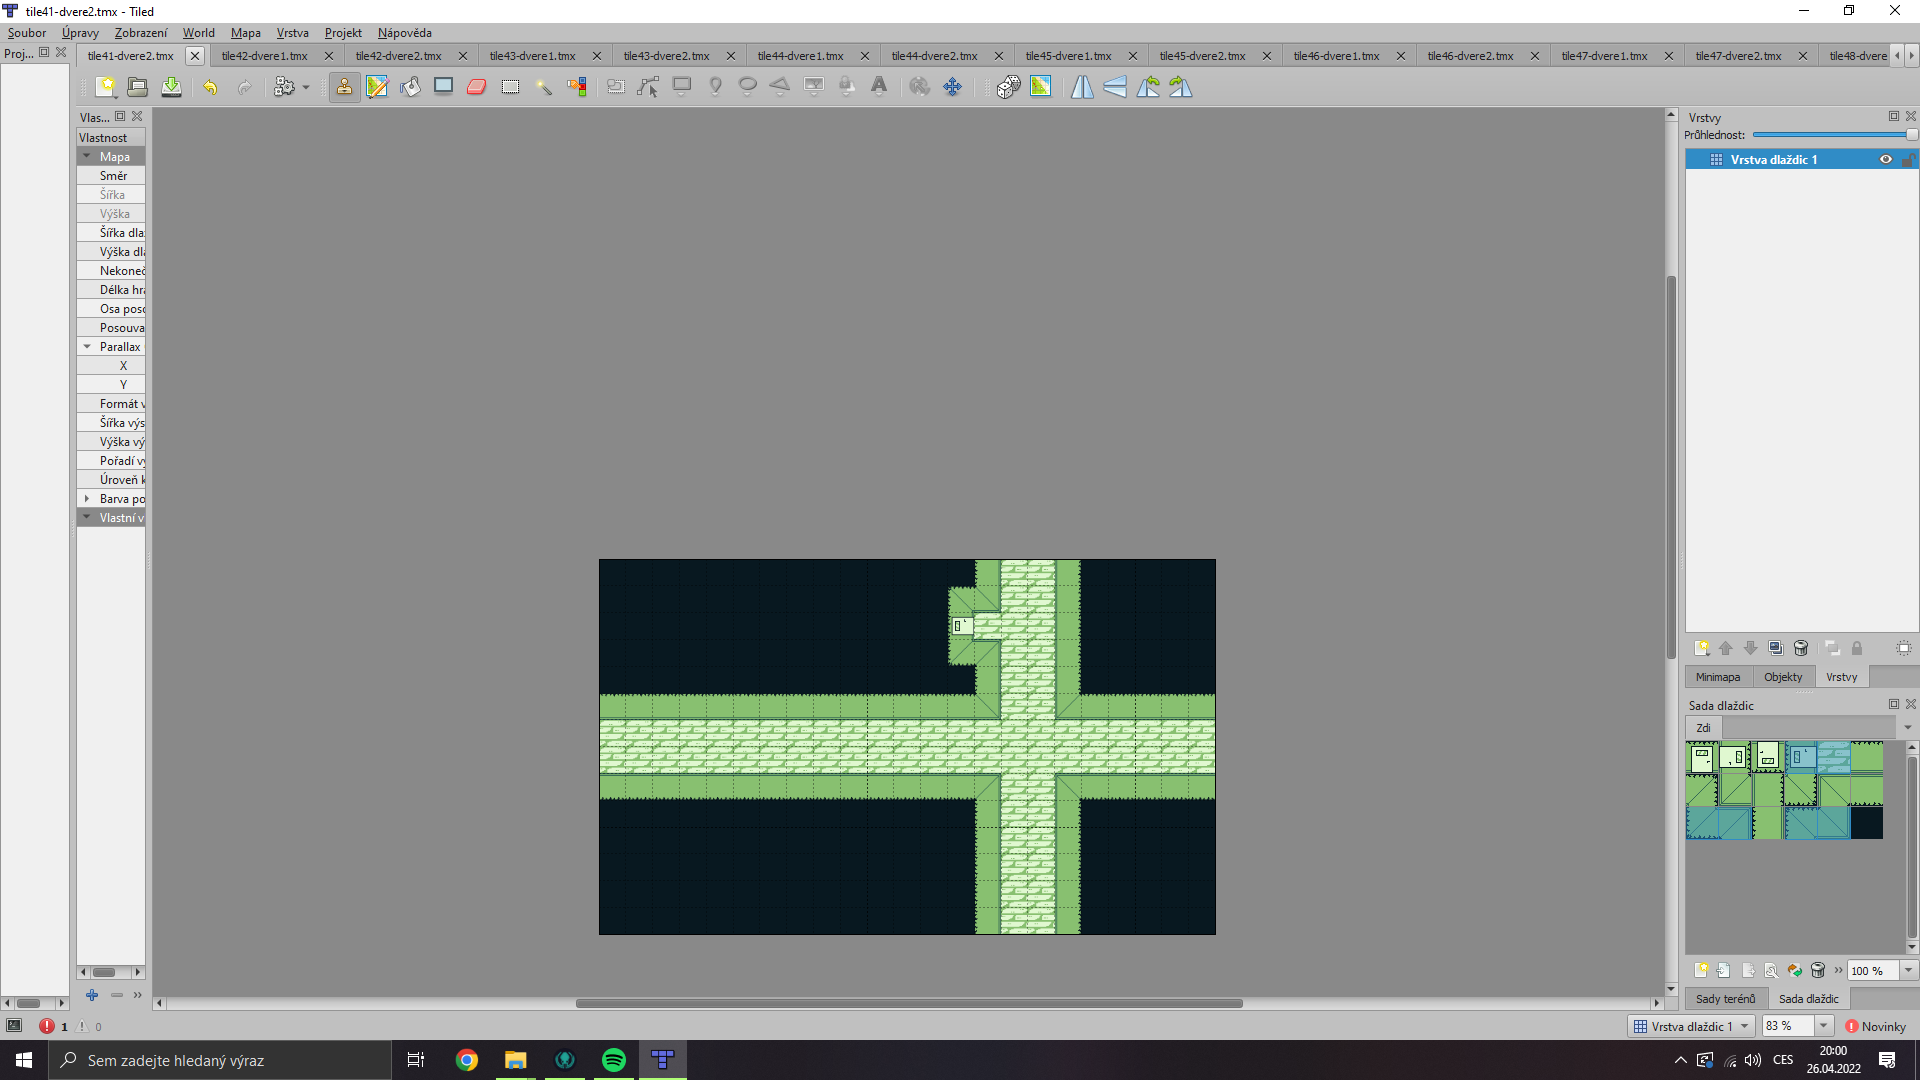 tile41-dvere2.tmx - Tiled
Soubor Úpravy Zobrazení World Mapa Vrstva Projekt Nápověda
Proj... tile41-dvere2.tmx tile42-dvere1.tmx tile42-dvere2.tmx tile43-dvere1.tmx tile43-dvere2.tmx tile44-dvere1.tmx tile44-dvere2.tmx tile45-dvere1.tmx tile45-dvere2.tmx tile46-dvere1.tmx tile46-dvere2.tmx tile47-dvere1.tmx tile47-dvere2.tmx tile48-dvere
Vlas...
Vlastnost
Mapa
Směr
Šířka
Výška
Šířka dla
Výška dla
Nekoneč
Délka hra
Osa poso
Posouva
Parallax
X
Y
Formát v
Šířka výs
Výška vý
Pořadí vy
Úroveň k
Barva po
Vlastní v
Vrstvy
Průhlednost:
Vrstva dlaždic 1
Minimapa Objekty Vrstvy
Sada dlaždic
Zdi
100 %
Sady terénů Sada dlaždic
1 0
Vrstva dlaždic 1 83 % Novinky
Sem zadejte hledaný výraz
CES
20:00
26.04.2022